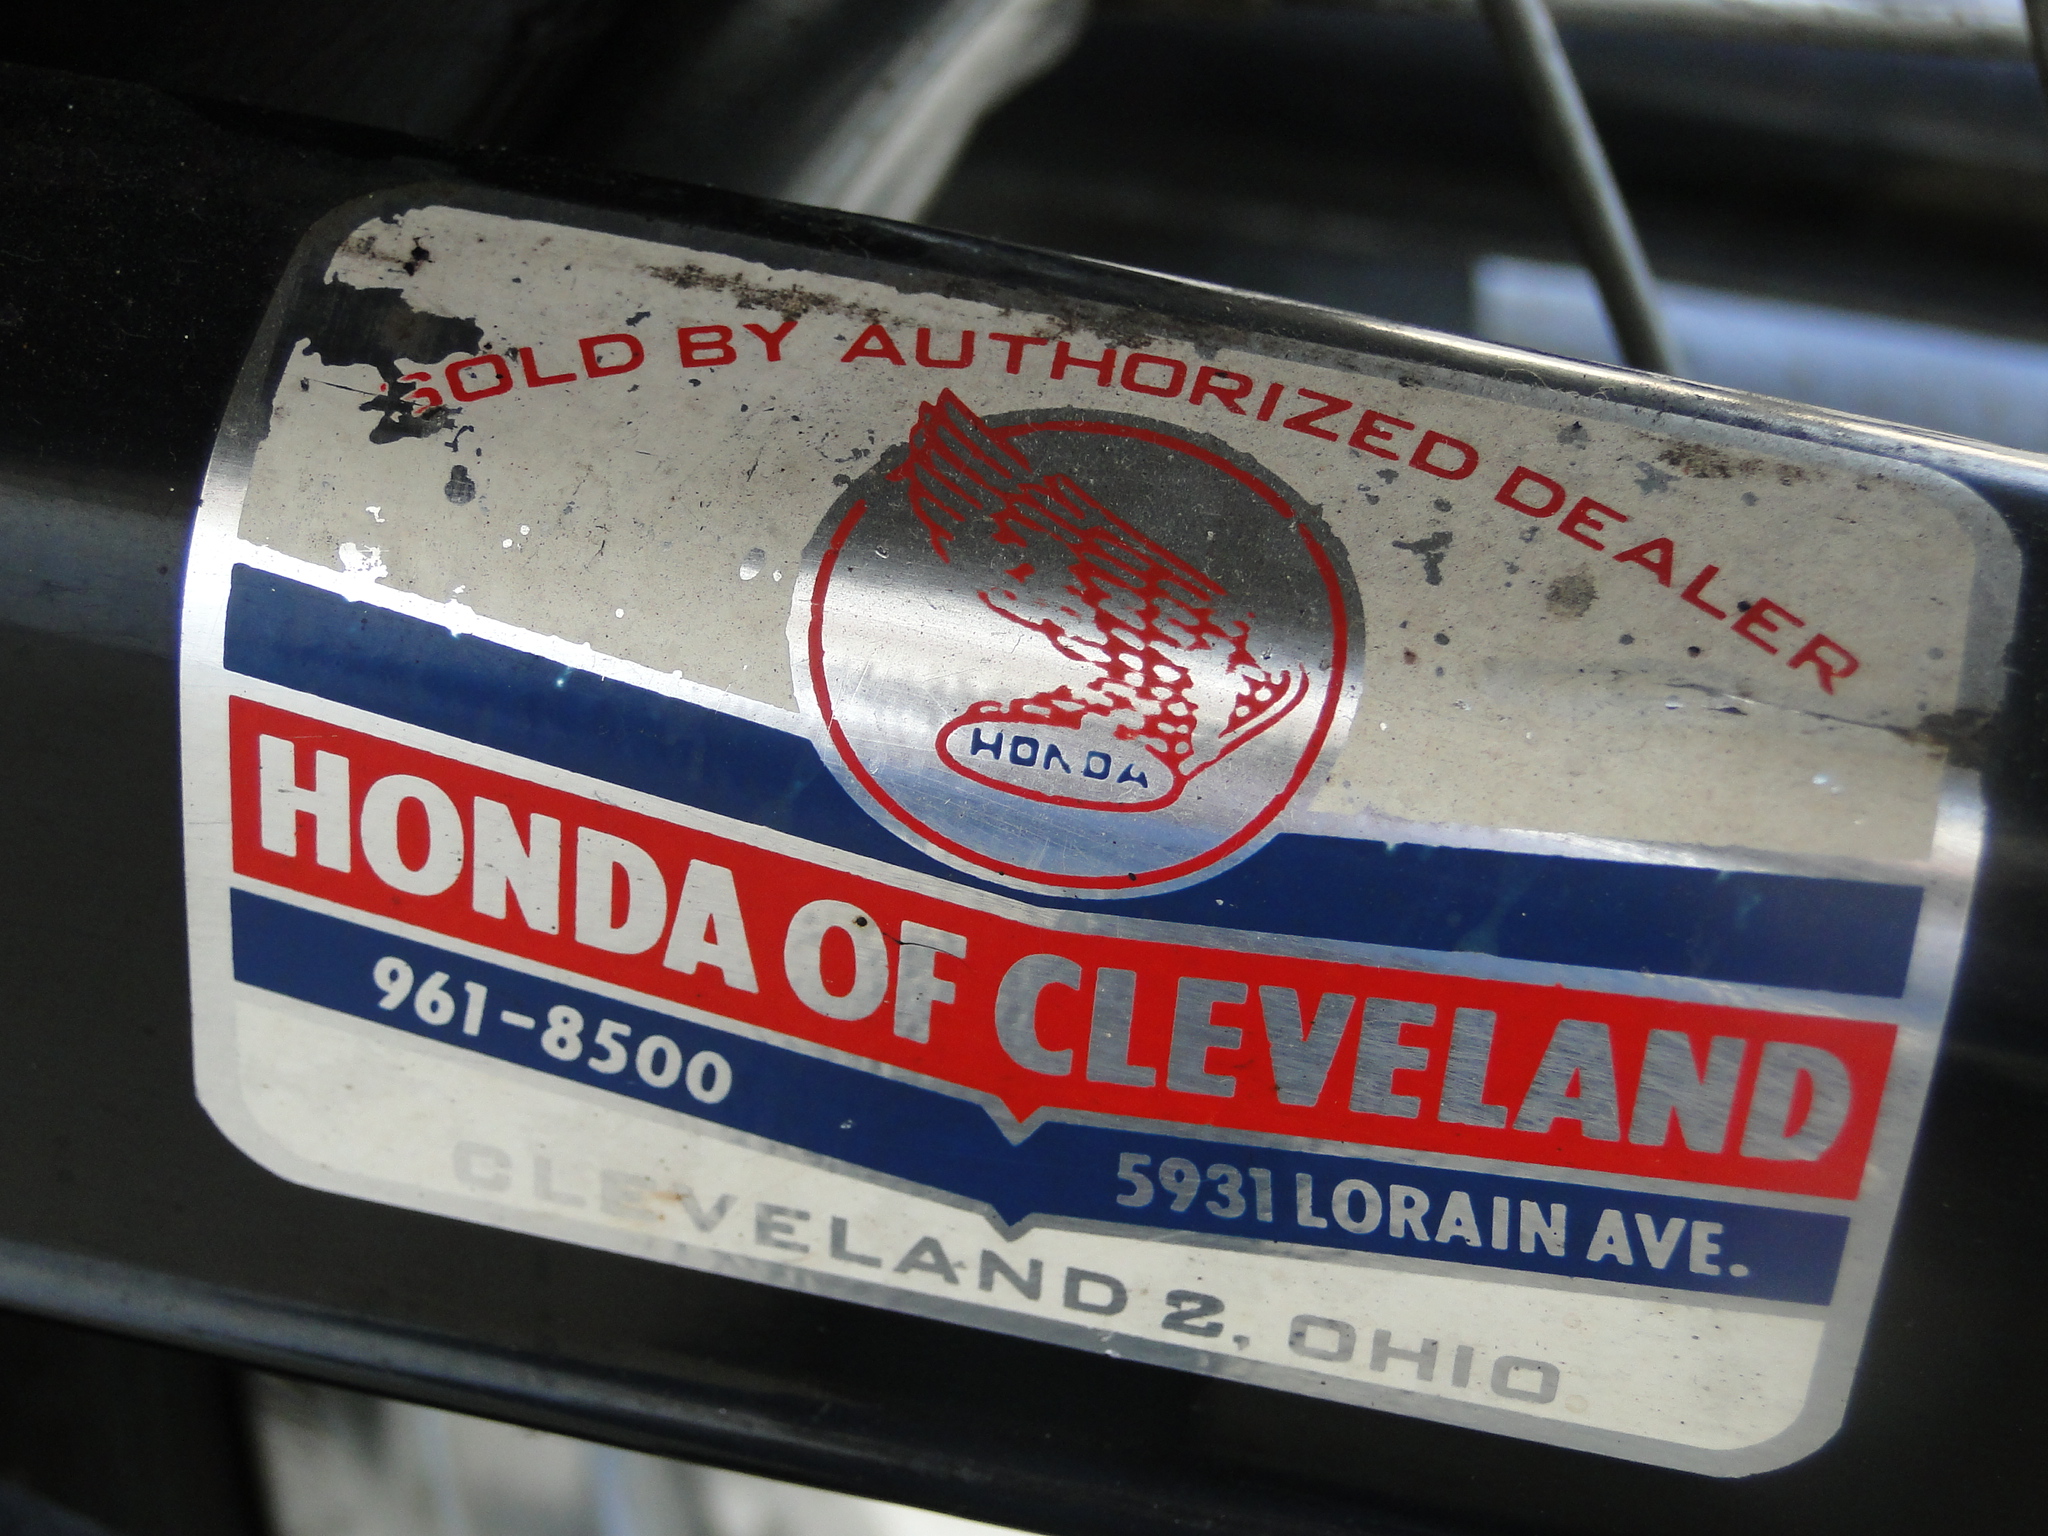 SOLD BY AUTHORIZED DEALER
HONDA
HONDA OF CLEVELAND
961-8500
5931 LORAIN AVE.
CLEVELAND 2, OHIO